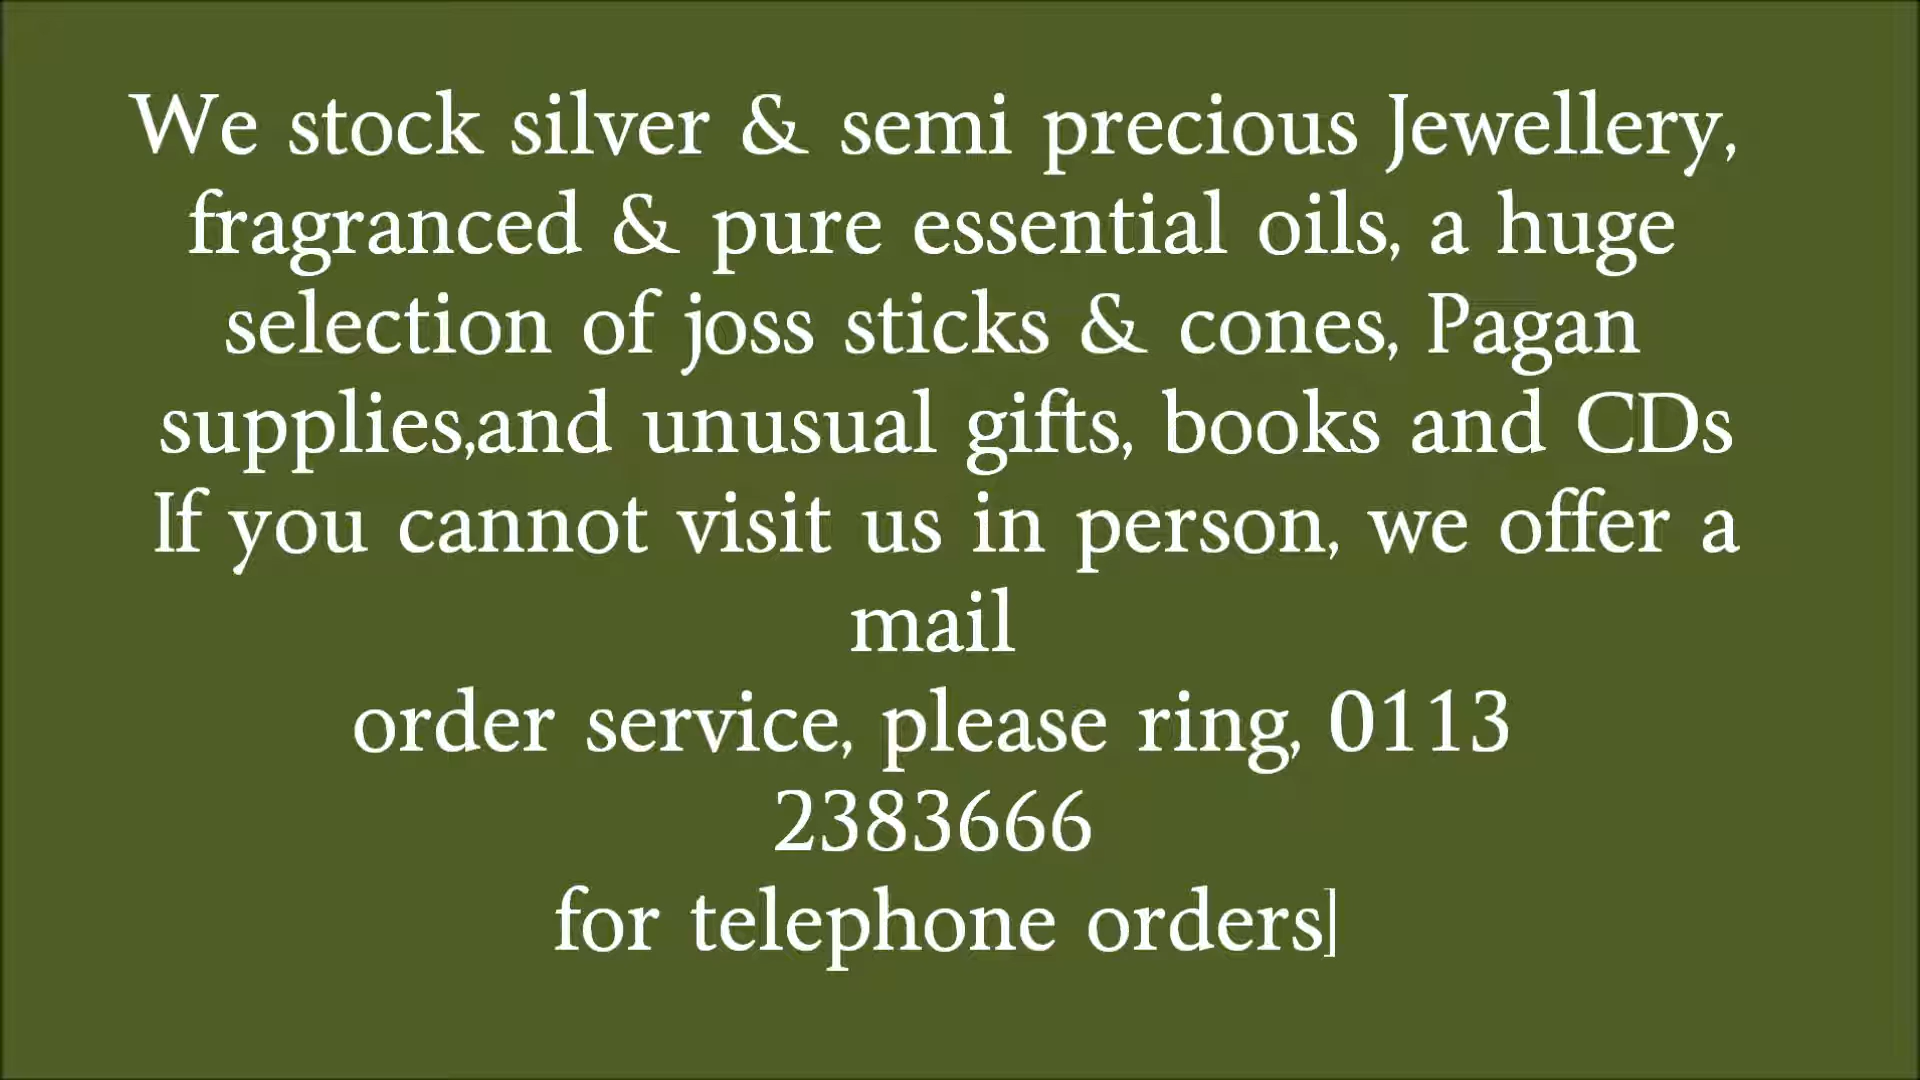 We stock silver & semi precious Jewellery,
fragranced & pure essential oils, a huge
selection of joss sticks & cones, Pagan
supplies,and unusual gifts, books and CDs
If you cannot visit us in person, we offer a
mail
order service, please ring, 0113
2383666
for telephone orders]